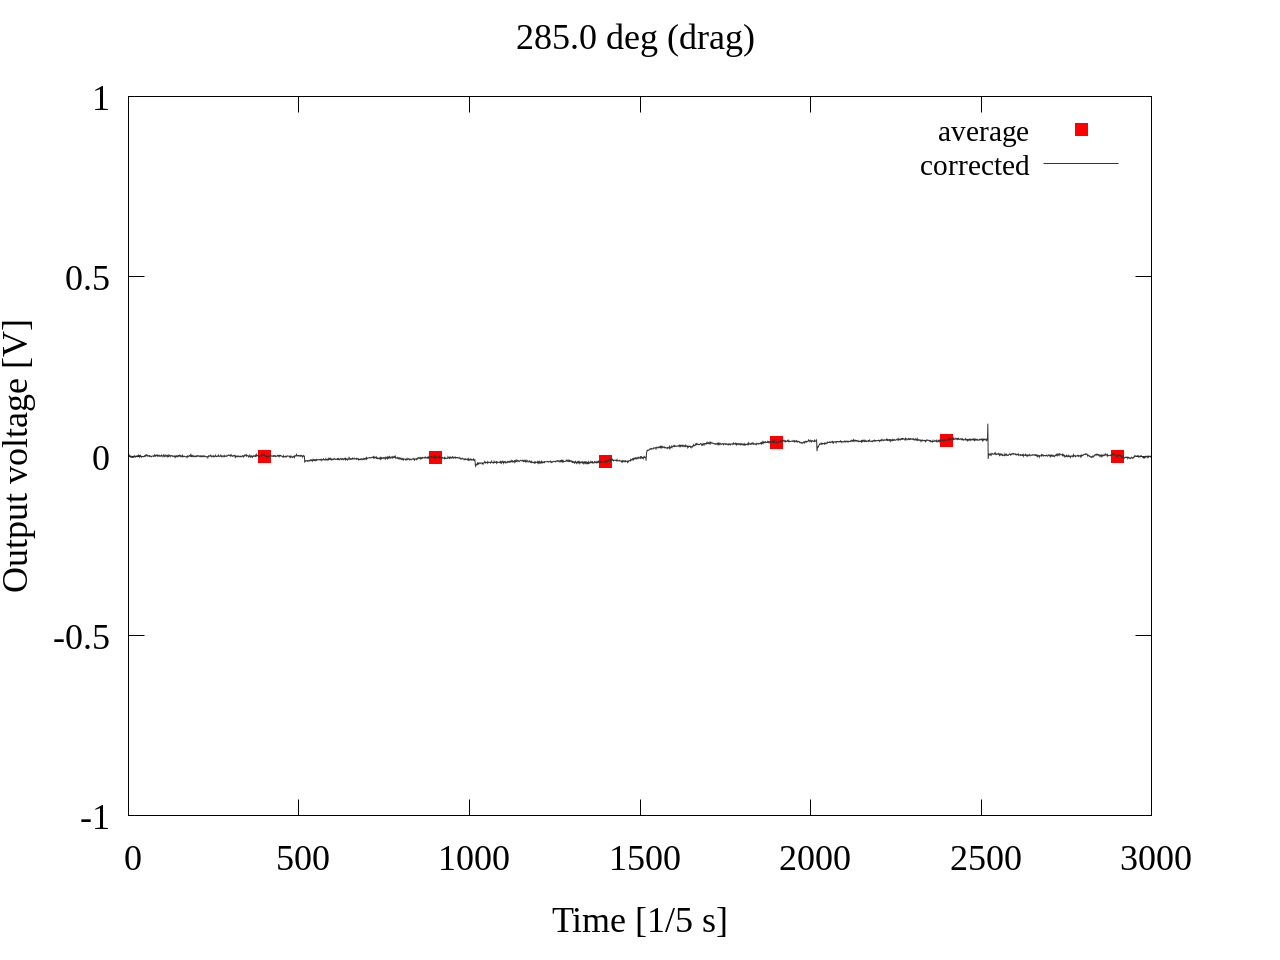 285.0 deg (drag)
average
corrected
1
0.5
0
-0.5
-1
Output voltage [V]
0 500 1000 1500 2000 2500 3000
Time [1/5 s]